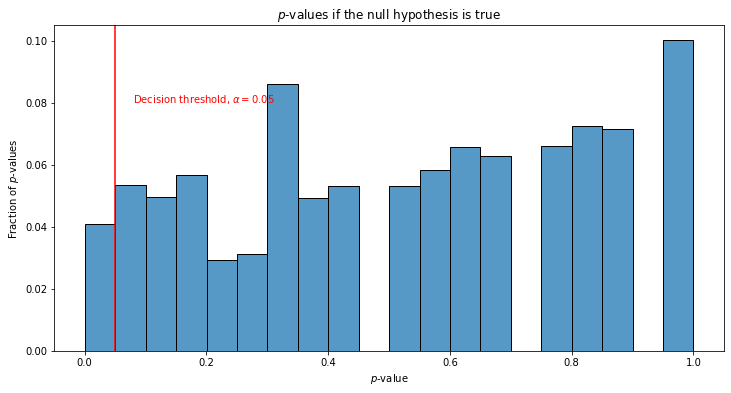 p-values if the null hypothesis is true
0.10
0.08
0.06
0.04
0.02
0.00
Fraction of p-values
Decision threshold, α = 0.05
0.0 0.2 0.4 0.6 0.8 1.0
p-value